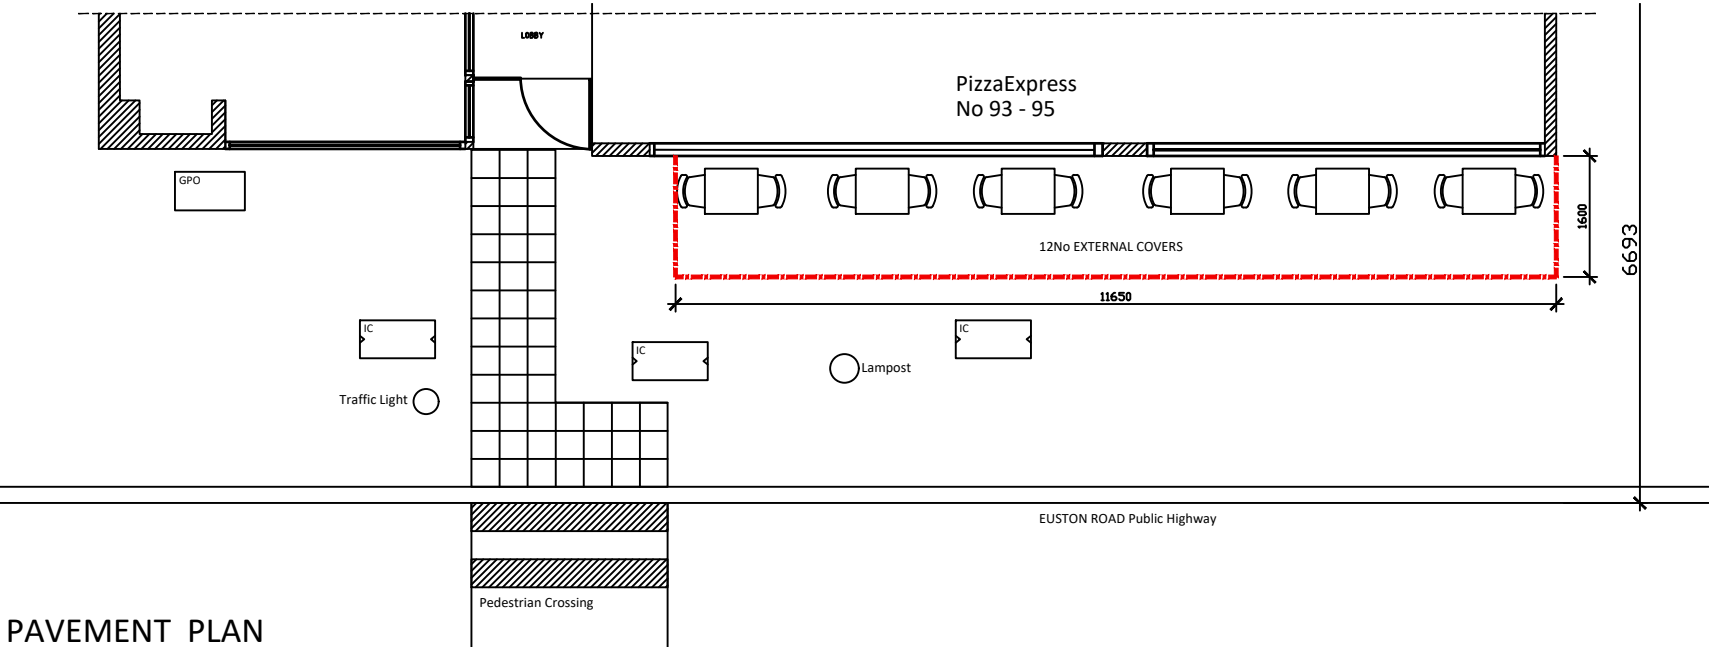 LOBBY
PizzaExpress
No 93 - 95
GPO
1600
6693
12No EXTERNAL COVERS
11650
IC
IC
IC
Lampost
Traffic Light
EUSTON ROAD Public Highway
Pedestrian Crossing
PAVEMENT PLAN